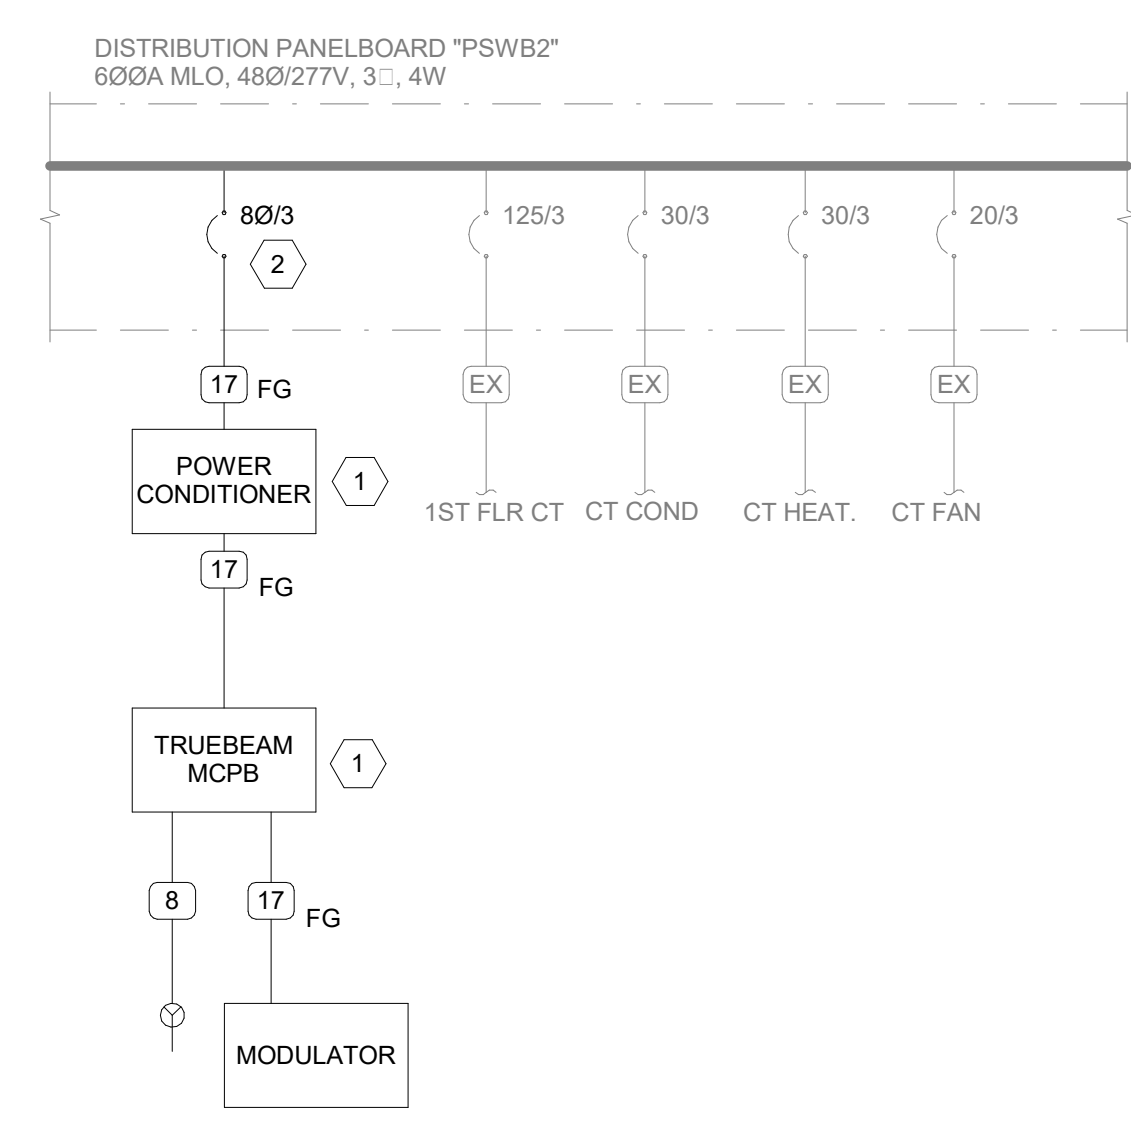 DISTRIBUTION PANELBOARD "PSWB2"
6ØØA MLO, 48Ø/277V, 3□, 4W
8Ø/3
125/3
30/3
30/3
20/3
2
17
FG
EX
EX
EX
EX
POWER
CONDITIONER
1
1ST FLR CT
CT COND
CT HEAT.
CT FAN
17
FG
TRUEBEAM
MCPB
1
8
17
FG
MODULATOR